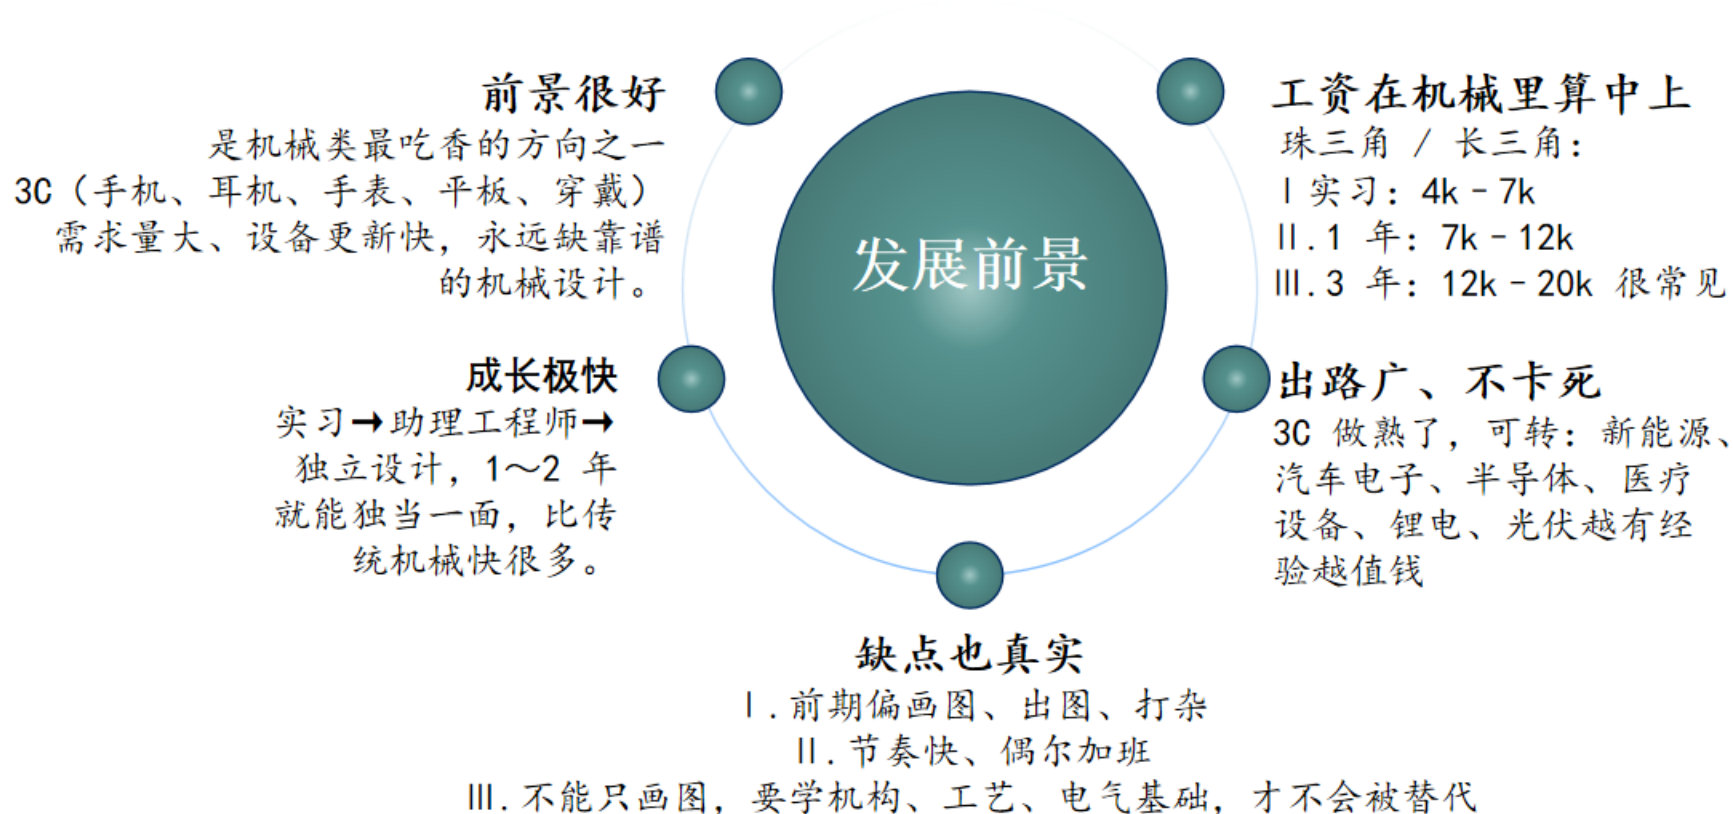 前景很好
是机械类最吃香的方向之一
3C（手机、耳机、手表、平板、穿戴）
需求量大、设备更新快，永远缺靠谱
的机械设计。
成长极快
实习→助理工程师→
独立设计，1～2 年
就能独当一面，比传
统机械快很多。
发展前景
工资在机械里算中上
珠三角 / 长三角：
I 实习：4k–7k
II.1 年：7k–12k
III.3 年：12k–20k 很常见
出路广、不卡死
3C 做熟了，可转：新能源、
汽车电子、半导体、医疗
设备、锂电、光伏越有经
验越值钱
缺点也真实
I.前期偏画图、出图、打杂
II.节奏快、偶尔加班
III.不能只画图，要学机构、工艺、电气基础，才不会被替代